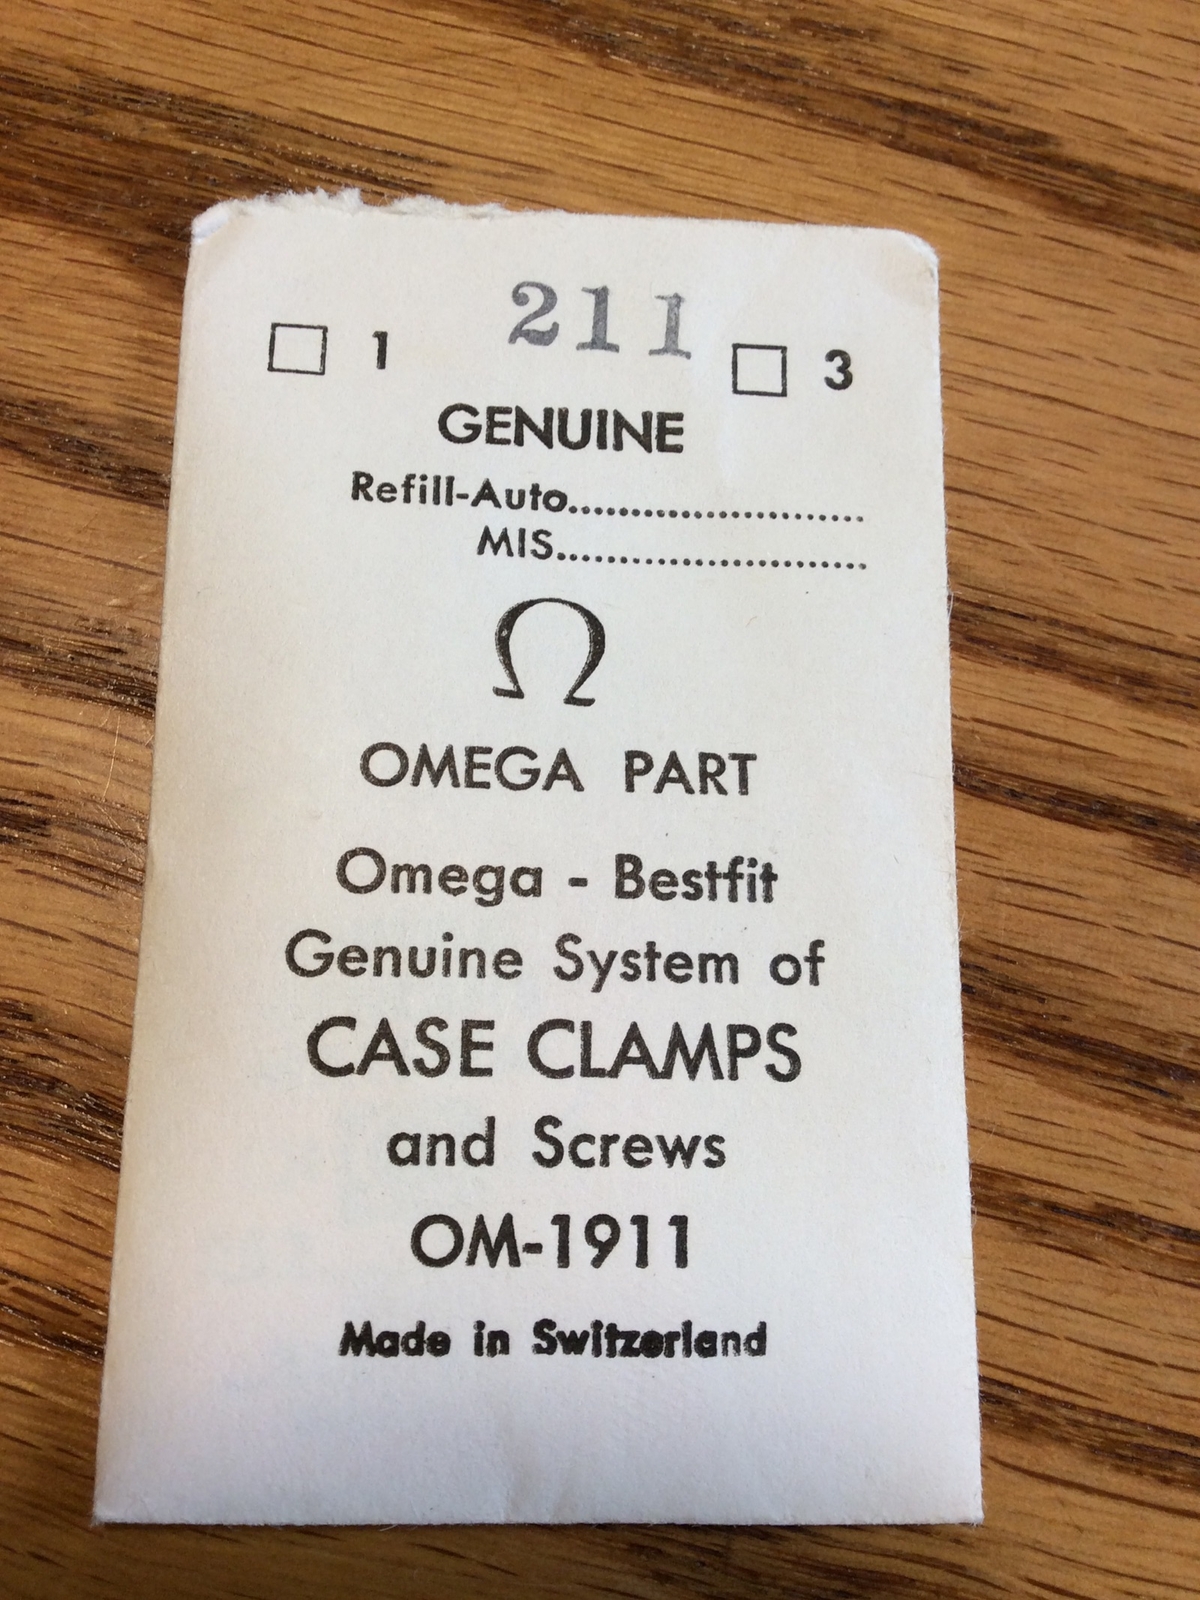 211
☐ 1 ☐ 3
GENUINE
Refill-Auto........................
MIS.........................
Ω
OMEGA PART
Omega - Bestfit
Genuine System of
CASE CLAMPS
and Screws
OM-1911
Made in Switzerland